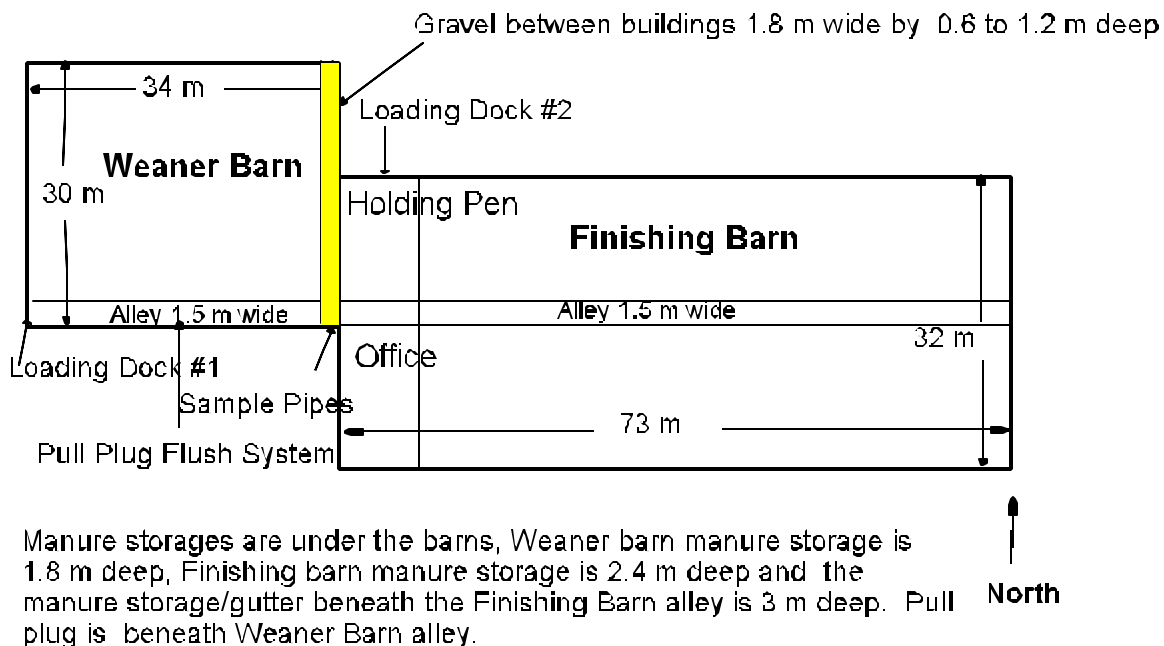 Gravel between buildings 1.8 m wide by 0.6 to 1.2 m deep
34 m
Loading Dock #2
Weaner Barn
30 m
Holding Pen
Finishing Barn
Alley 1.5 m wide
Alley 1.5 m wide
32 m
Office
Loading Dock #1
Sample Pipes
73 m
Pull Plug Flush System
Manure storages are under the barns, Weaner barn manure storage is
1.8 m deep, Finishing barn manure storage is 2.4 m deep and the
manure storage/gutter beneath the Finishing Barn alley is 3 m deep. Pull
plug is beneath Weaner Barn alley.
North